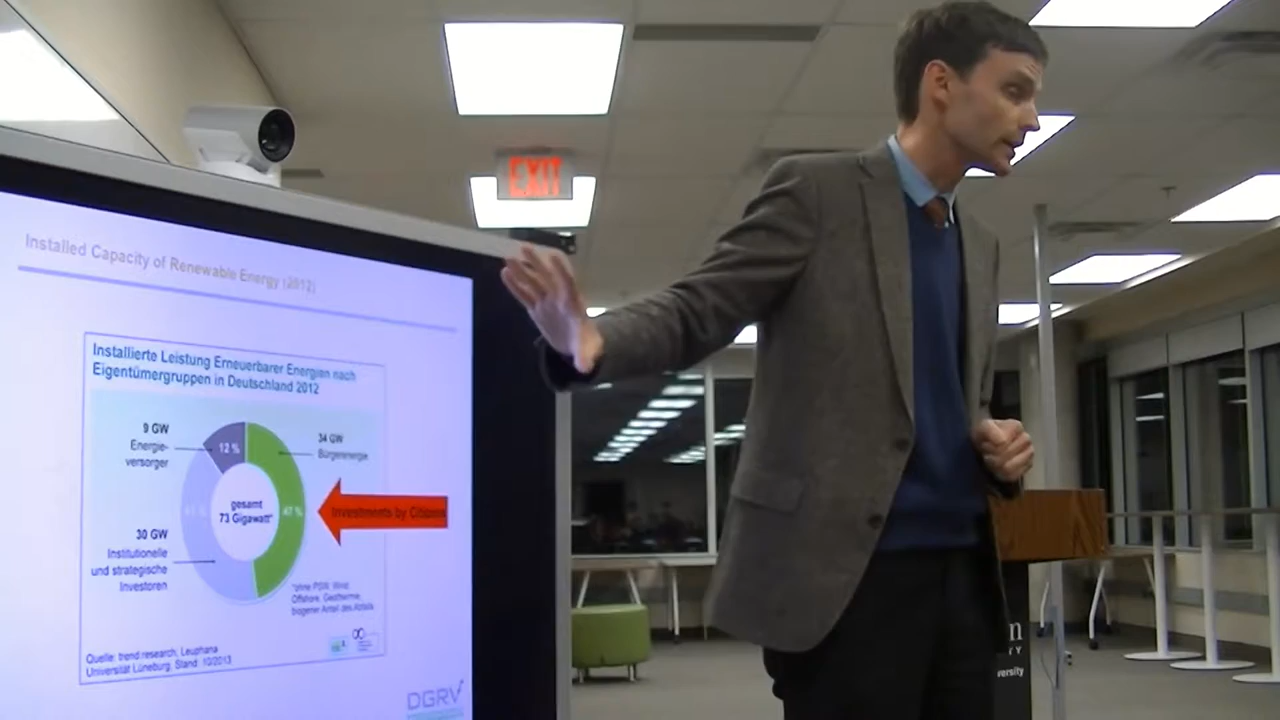 EXIT
Installed Capacity of Renewable Energy (2012)
Installierte Leistung Erneuerbarer Energien nach
Eigentümergruppen in Deutschland 2012
9 GW
Energie-
versorger
12 %
34 GW
Bürgerenergie
gesamt
73 Gigawatt*
47 %
Investments by Citizens
30 GW
Institutionelle
und strategische
Investoren
*ohne PSW, Wind
Offshore, Geothermie,
biogener Anteil des Abfalls
Quelle: trend:research, Leuphana
Universität Lüneburg, Stand: 10/2013
DGRV